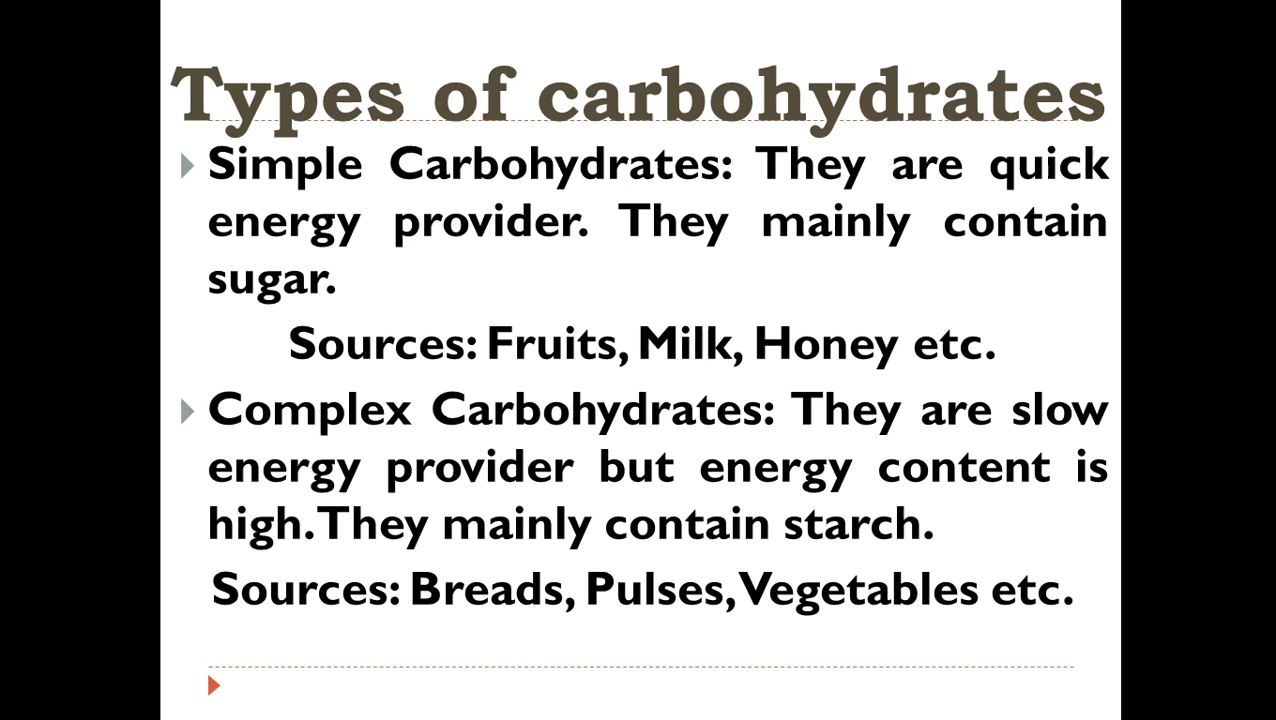 Types of carbohydrates
Simple Carbohydrates: They are quick
energy provider. They mainly contain
sugar.
Sources: Fruits, Milk, Honey etc.
Complex Carbohydrates: They are slow
energy provider but energy content is
high. They mainly contain starch.
Sources: Breads, Pulses, Vegetables etc.